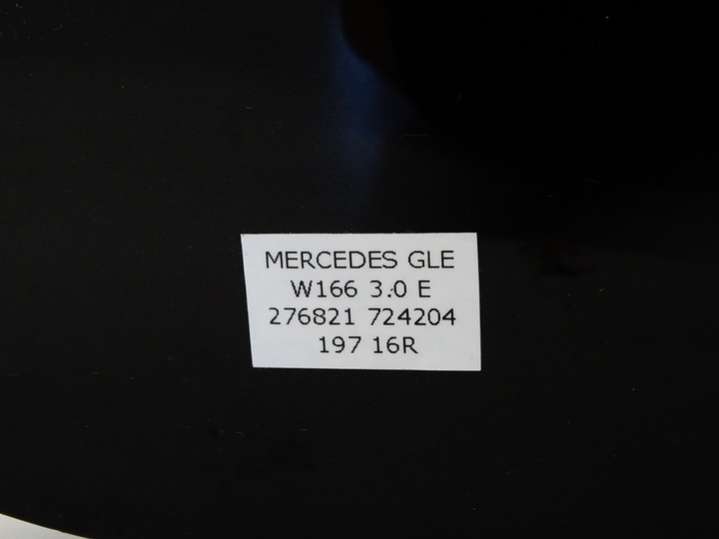 MERCEDES GLE
W166 3.0 E
276821 724204
197 16R